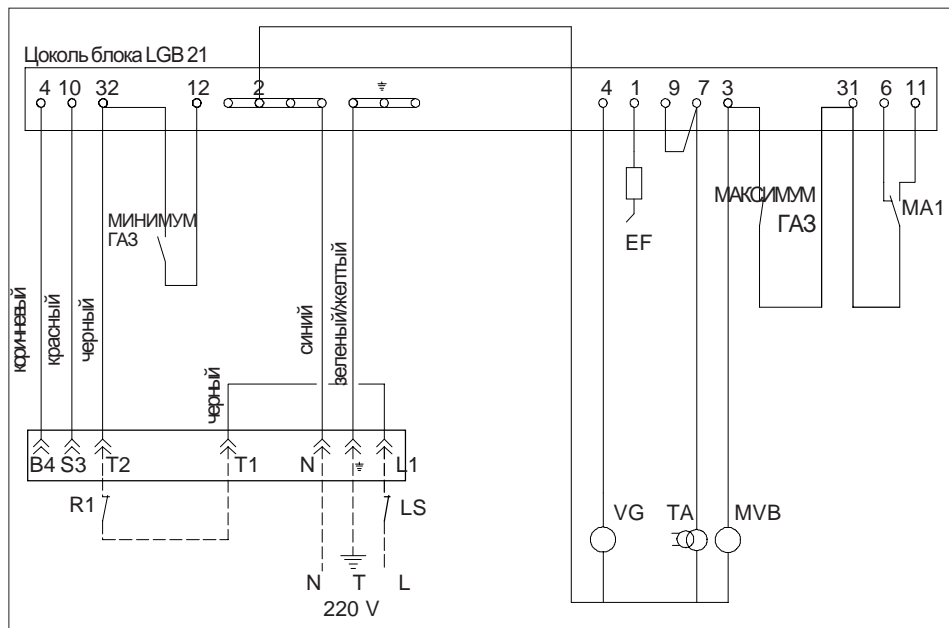 Цоколь блока LGB 21
4 10 32 12 2 4 1 9 7 3 31 6 11
МИНИМУМ
ГАЗ
МАКСИМУМ
ГАЗ
MA1
EF
коричневый
красный
черный
черный
синий
зеленый/желтый
B4 S3 T2 T1 N L1
R1
LS
VG TA MVB
N T L
220 V